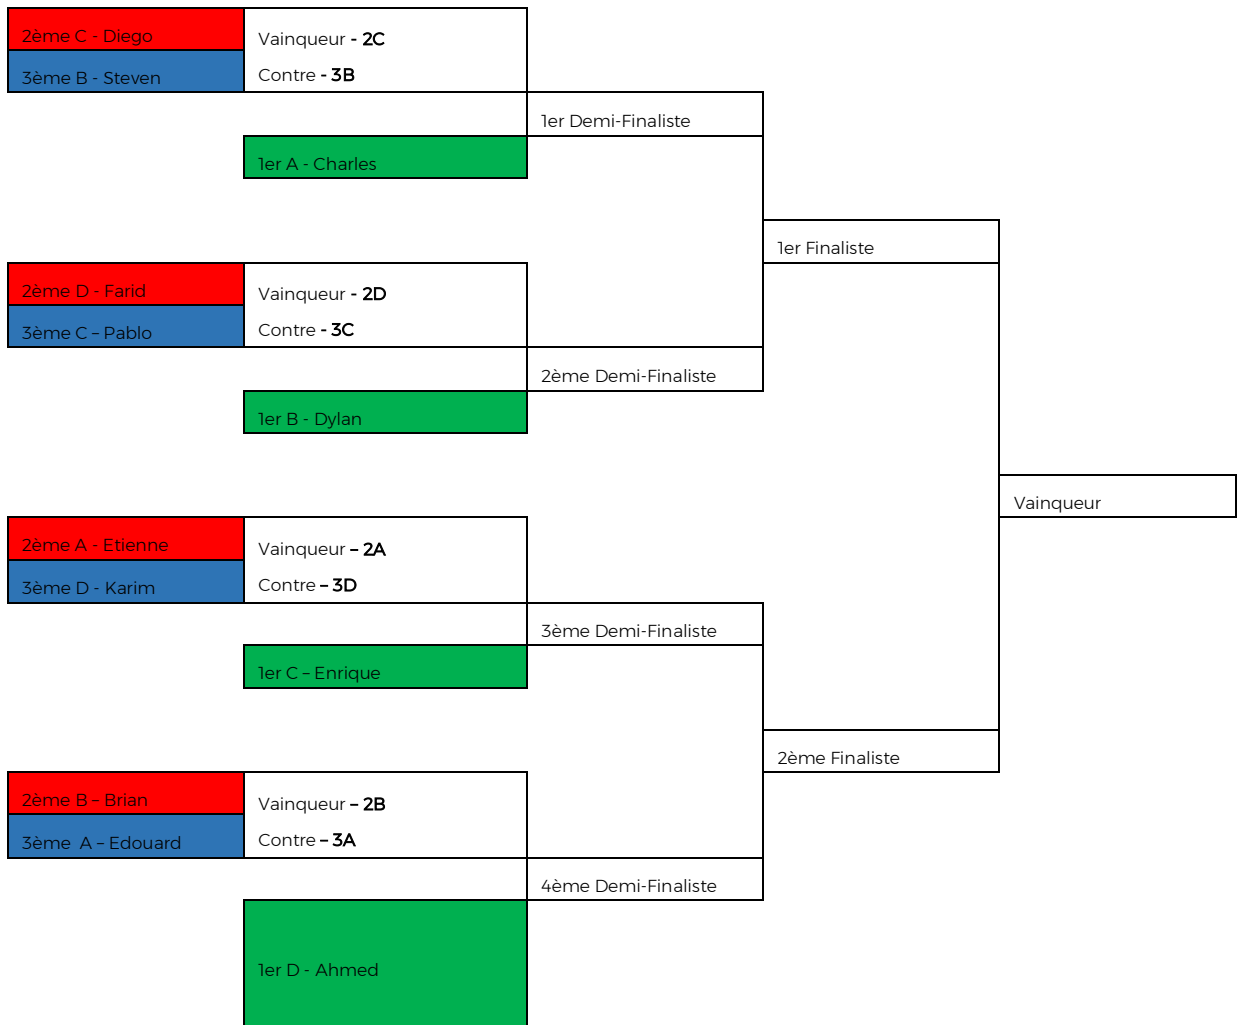 2ème C - Diego
3ème B - Steven
Vainqueur - 2C
Contre - 3B
1er Demi-Finaliste
1er A - Charles
1er Finaliste
2ème D - Farid
3ème C – Pablo
Vainqueur - 2D
Contre - 3C
2ème Demi-Finaliste
1er B - Dylan
Vainqueur
2ème A - Etienne
3ème D - Karim
Vainqueur – 2A
Contre – 3D
3ème Demi-Finaliste
1er C – Enrique
2ème Finaliste
2ème B – Brian
3ème  A – Edouard
Vainqueur – 2B
Contre – 3A
4ème Demi-Finaliste
1er D - Ahmed